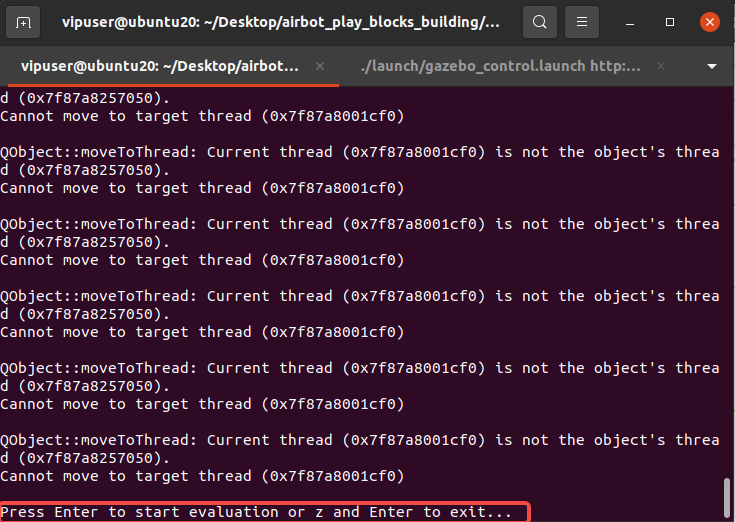 vipuser@ubuntu20: ~/Desktop/airbot_play_blocks_building/...
vipuser@ubuntu20: ~/Desktop/airbot...
./launch/gazebo_control.launch http:...
d (0x7f87a8257050).
Cannot move to target thread (0x7f87a8001cf0)
QObject::moveToThread: Current thread (0x7f87a8001cf0) is not the object's threa
d (0x7f87a8257050).
Cannot move to target thread (0x7f87a8001cf0)
QObject::moveToThread: Current thread (0x7f87a8001cf0) is not the object's threa
d (0x7f87a8257050).
Cannot move to target thread (0x7f87a8001cf0)
QObject::moveToThread: Current thread (0x7f87a8001cf0) is not the object's threa
d (0x7f87a8257050).
Cannot move to target thread (0x7f87a8001cf0)
QObject::moveToThread: Current thread (0x7f87a8001cf0) is not the object's threa
d (0x7f87a8257050).
Cannot move to target thread (0x7f87a8001cf0)
QObject::moveToThread: Current thread (0x7f87a8001cf0) is not the object's threa
d (0x7f87a8257050).
Cannot move to target thread (0x7f87a8001cf0)
Press Enter to start evaluation or z and Enter to exit...